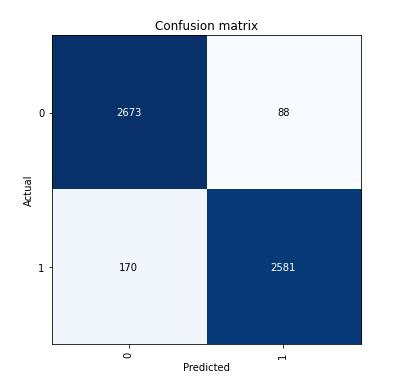 Confusion matrix
0
2673
88
Actual
1
170
2581
0
1
Predicted